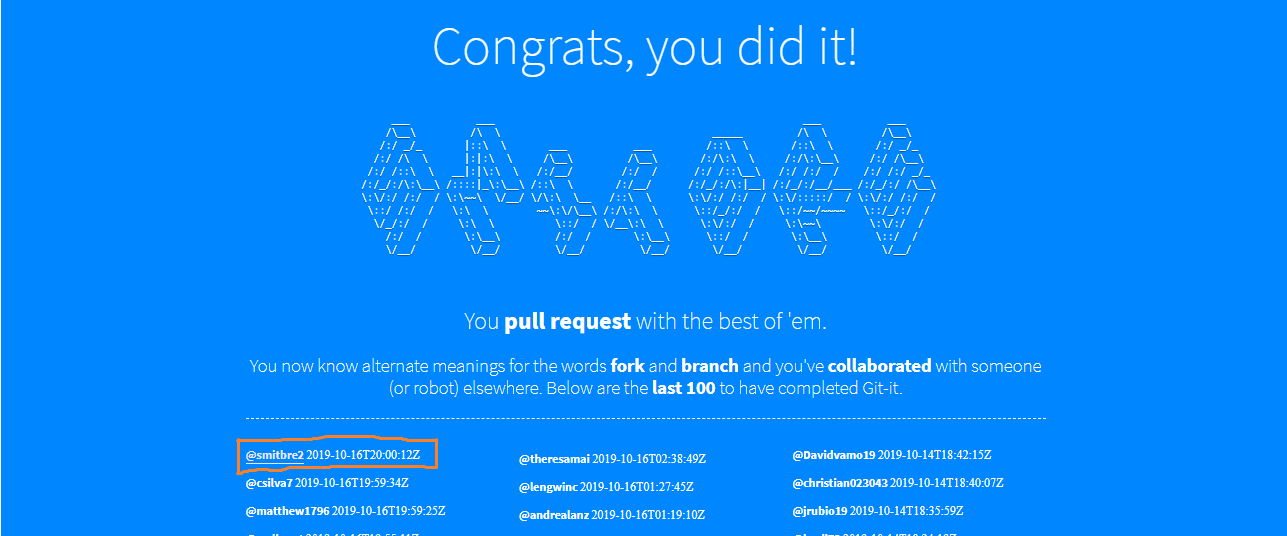 Congrats, you did it!
You pull request with the best of 'em.
You now know alternate meanings for the words fork and branch and you've collaborated with someone
(or robot) elsewhere. Below are the last 100 to have completed Git-it.
@smitbre2 2019-10-16T20:00:12Z
@csilva7 2019-10-16T19:59:34Z
@matthew1796 2019-10-16T19:59:25Z
@theresamai 2019-10-16T02:38:49Z
@lengwinc 2019-10-16T01:27:45Z
@andrealanz 2019-10-16T01:19:10Z
@Davidvamo19 2019-10-14T18:42:15Z
@christian023043 2019-10-14T18:40:07Z
@jrubio19 2019-10-14T18:35:59Z